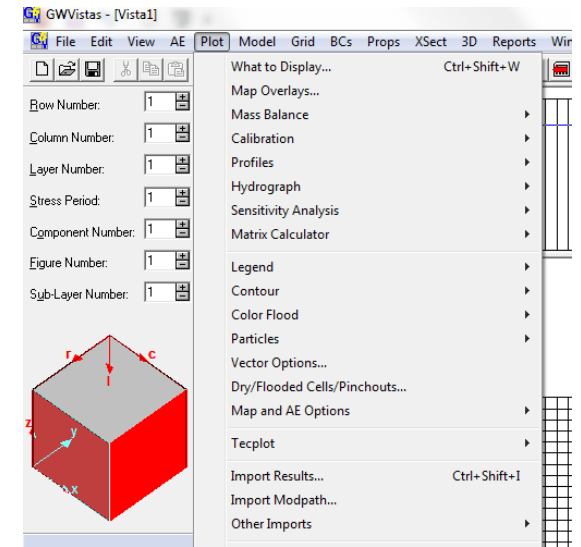 GWVistas - [Vista1]
File Edit View AE Plot Model Grid BCs Props XSect 3D Reports
What to Display... Ctrl+Shift+W
Map Overlays...
Row Number: 1
Mass Balance
Column Number: 1
Calibration
Layer Number: 1
Profiles
Hydrograph
Stress Period: 1
Sensitivity Analysis
Component Number: 1
Matrix Calculator
Figure Number: 1
Legend
Sub-Layer Number: 1
Contour
Color Flood
Particles
r c
Vector Options...
l
Dry/Flooded Cells/Pinchouts...
Map and AE Options
z
y
Tecplot
Import Results... Ctrl+Shift+I
x
Import Modpath...
Other Imports